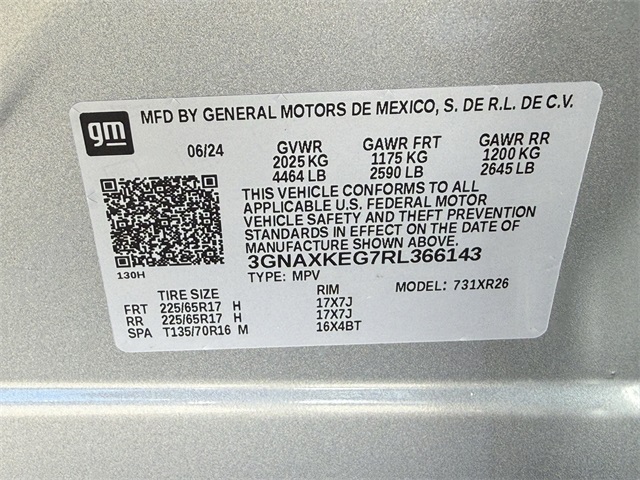 gm
MFD BY GENERAL MOTORS DE MEXICO, S. DE R.L. DE C.V.
06/24 GVWR GAWR FRT GAWR RR
2025 KG 1175 KG 1200 KG
4464 LB 2590 LB 2645 LB
THIS VEHICLE CONFORMS TO ALL
APPLICABLE U.S. FEDERAL MOTOR
VEHICLE SAFETY AND THEFT PREVENTION
STANDARDS IN EFFECT ON THE DATE OF
MANUFACTURE SHOWN ABOVE.
130H
3GNAXKEG7RL366143
TYPE: MPV MODEL: 731XR26
TIRE SIZE RIM
FRT 225/65R17 H 17X7J
RR 225/65R17 H 17X7J
SPA T135/70R16 M 16X4BT